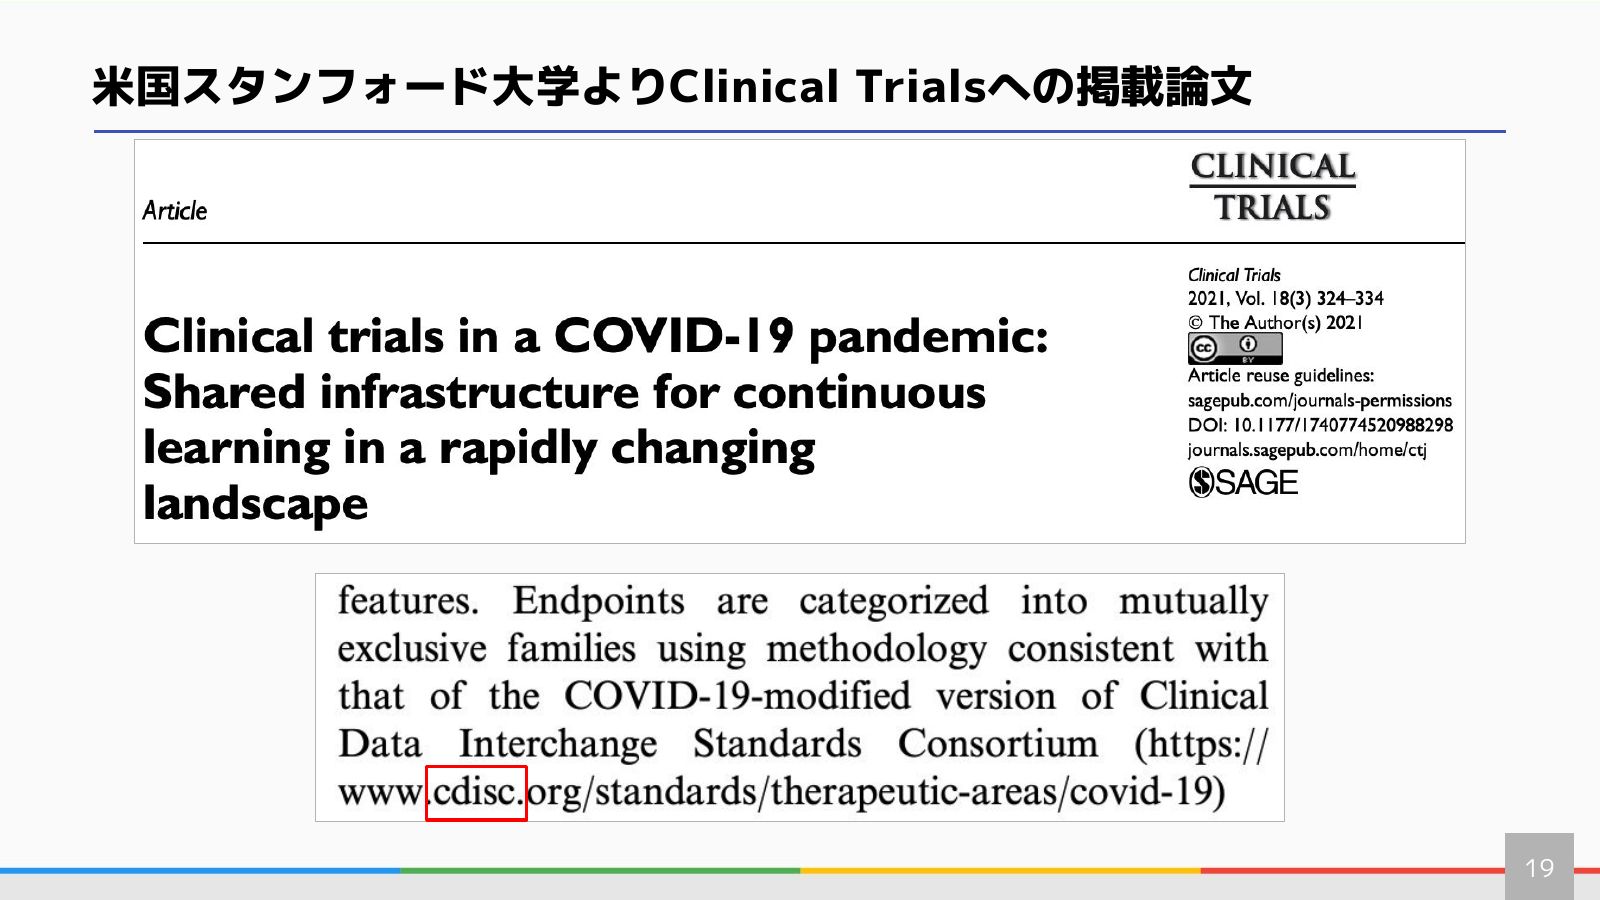 米国スタンフォード大学よりClinical Trialsへの掲載論文
Article
CLINICAL
TRIALS
Clinical trials in a COVID-19 pandemic:
Shared infrastructure for continuous
learning in a rapidly changing
landscape
Clinical Trials
2021, Vol. 18(3) 324–334
© The Author(s) 2021
cc BY
Article reuse guidelines:
sagepub.com/journals-permissions
DOI: 10.1177/1740774520988298
journals.sagepub.com/home/ctj
SAGE
features. Endpoints are categorized into mutually
exclusive families using methodology consistent with
that of the COVID-19-modified version of Clinical
Data Interchange Standards Consortium (https://
www.cdisc.org/standards/therapeutic-areas/covid-19)
19